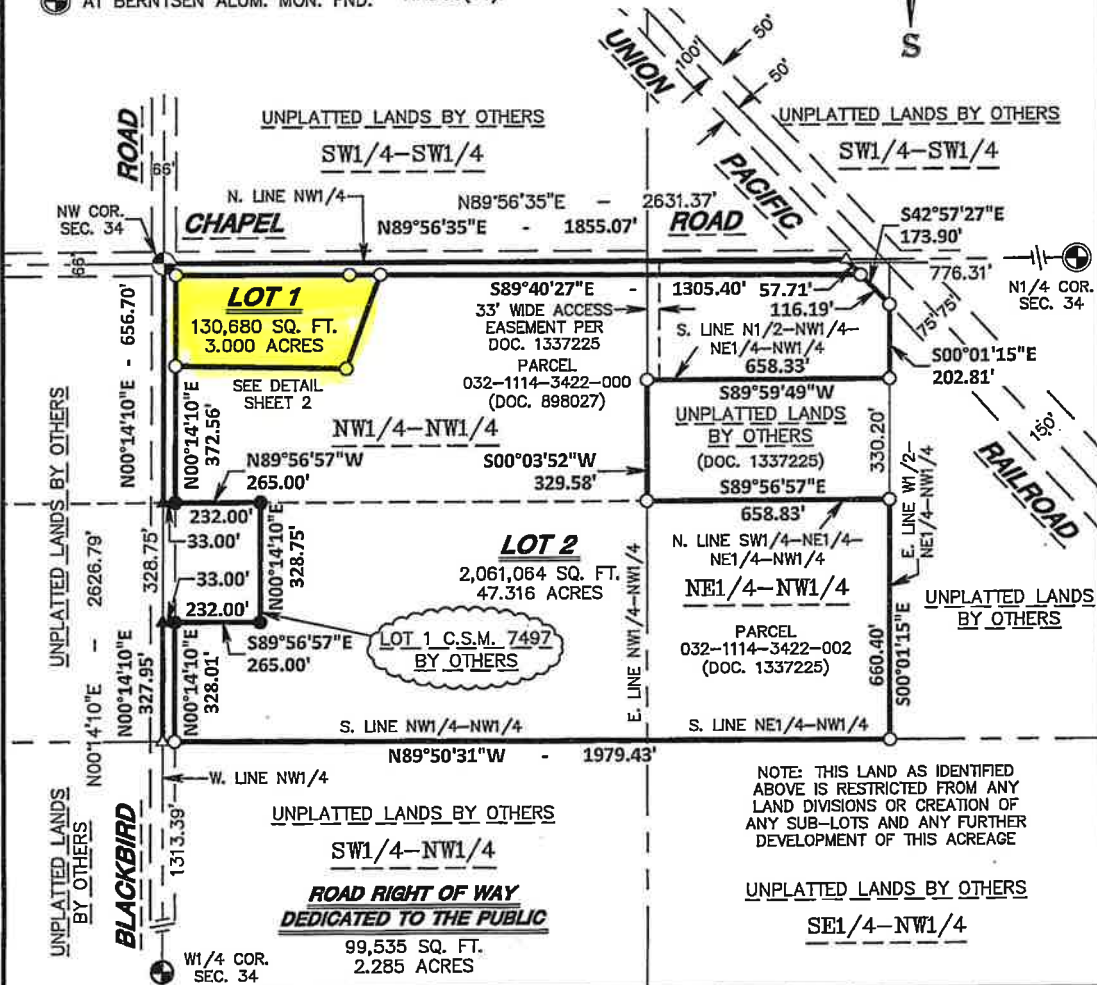 AT BERNTSEN ALUM. MON. FND.
S
50'
50'
100'
UNION
PACIFIC
RAILROAD
ROAD
66'
UNPLATTED LANDS BY OTHERS
SW1/4-SW1/4
UNPLATTED LANDS BY OTHERS
SW1/4-SW1/4
N. LINE NW1/4
N89°56'35"E - 2631.37'
NW COR.
SEC. 34
CHAPEL
N89°56'35"E - 1855.07'
ROAD
S42°57'27"E
173.90'
66'
776.31'
N1/4 COR.
SEC. 34
LOT 1
130,680 SQ. FT.
3.000 ACRES
S89°40'27"E - 1305.40'
57.71'
116.19'
75'
75'
33' WIDE ACCESS
EASEMENT PER
DOC. 1337225
S. LINE N1/2-NW1/4-
NE1/4-NW1/4
658.33'
S00°01'15"E
202.81'
PARCEL
032-1114-3422-000
(DOC. 898027)
SEE DETAIL
SHEET 2
S89°59'49"W
UNPLATTED LANDS
BY OTHERS
(DOC. 1337225)
330.20'
150'
N00°14'10"E - 656.70'
N00°14'10"E
372.56'
UNPLATTED LANDS BY OTHERS
NW1/4-NW1/4
N89°56'57"W
265.00'
S00°03'52"W
329.58'
E. LINE W1/2-
NE1/4-NW1/4
232.00'
33.00'
S89°56'57"E
658.83'
LOT 2
2,061,064 SQ. FT.
47.316 ACRES
N. LINE SW1/4-NE1/4-
NE1/4-NW1/4
NE1/4-NW1/4
328.75'
N00°14'10"E
328.75'
33.00'
232.00'
S89°56'57"E
265.00'
LOT 1 C.S.M. 7497
BY OTHERS
E. LINE NW1/4-NW1/4
PARCEL
032-1114-3422-002
(DOC. 1337225)
UNPLATTED LANDS
BY OTHERS
660.40'
S00°01'15"E
N00°14'10"E - 2626.79'
N00°14'10"E
327.95'
N00°14'10"E
328.01'
S. LINE NW1/4-NW1/4
S. LINE NE1/4-NW1/4
N89°50'31"W - 1979.43'
W. LINE NW1/4
UNPLATTED LANDS
BY OTHERS
BLACKBIRD
1313.39'
UNPLATTED LANDS BY OTHERS
SW1/4-NW1/4
ROAD RIGHT OF WAY
DEDICATED TO THE PUBLIC
99,535 SQ. FT.
2.285 ACRES
W1/4 COR.
SEC. 34
NOTE: THIS LAND AS IDENTIFIED
ABOVE IS RESTRICTED FROM ANY
LAND DIVISIONS OR CREATION OF
ANY SUB-LOTS AND ANY FURTHER
DEVELOPMENT OF THIS ACREAGE
UNPLATTED LANDS BY OTHERS
SE1/4-NW1/4